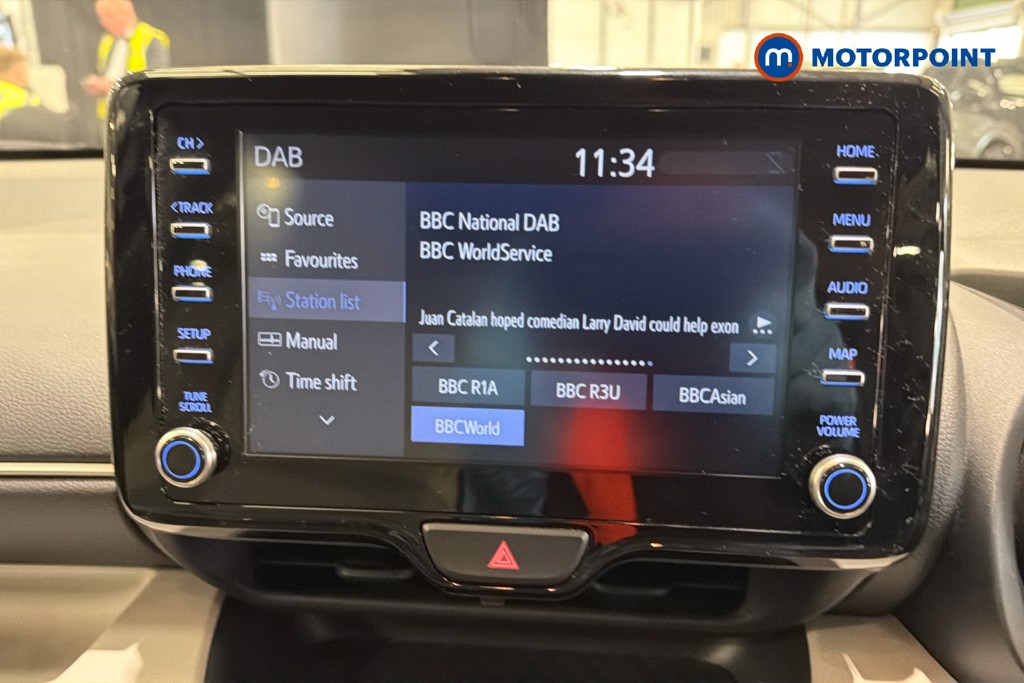 m MOTORPOINT
CH >
<TRACK
PHONE
SETUP
TUNE
SCROLL
DAB
11:34
Source
Favourites
Station list
Manual
Time shift
BBC National DAB
BBC WorldService
Juan Catalan hoped comedian Larry David could help exon
BBC R1A
BBC R3U
BBCAsian
BBCWorld
HOME
MENU
AUDIO
MAP
POWER
VOLUME